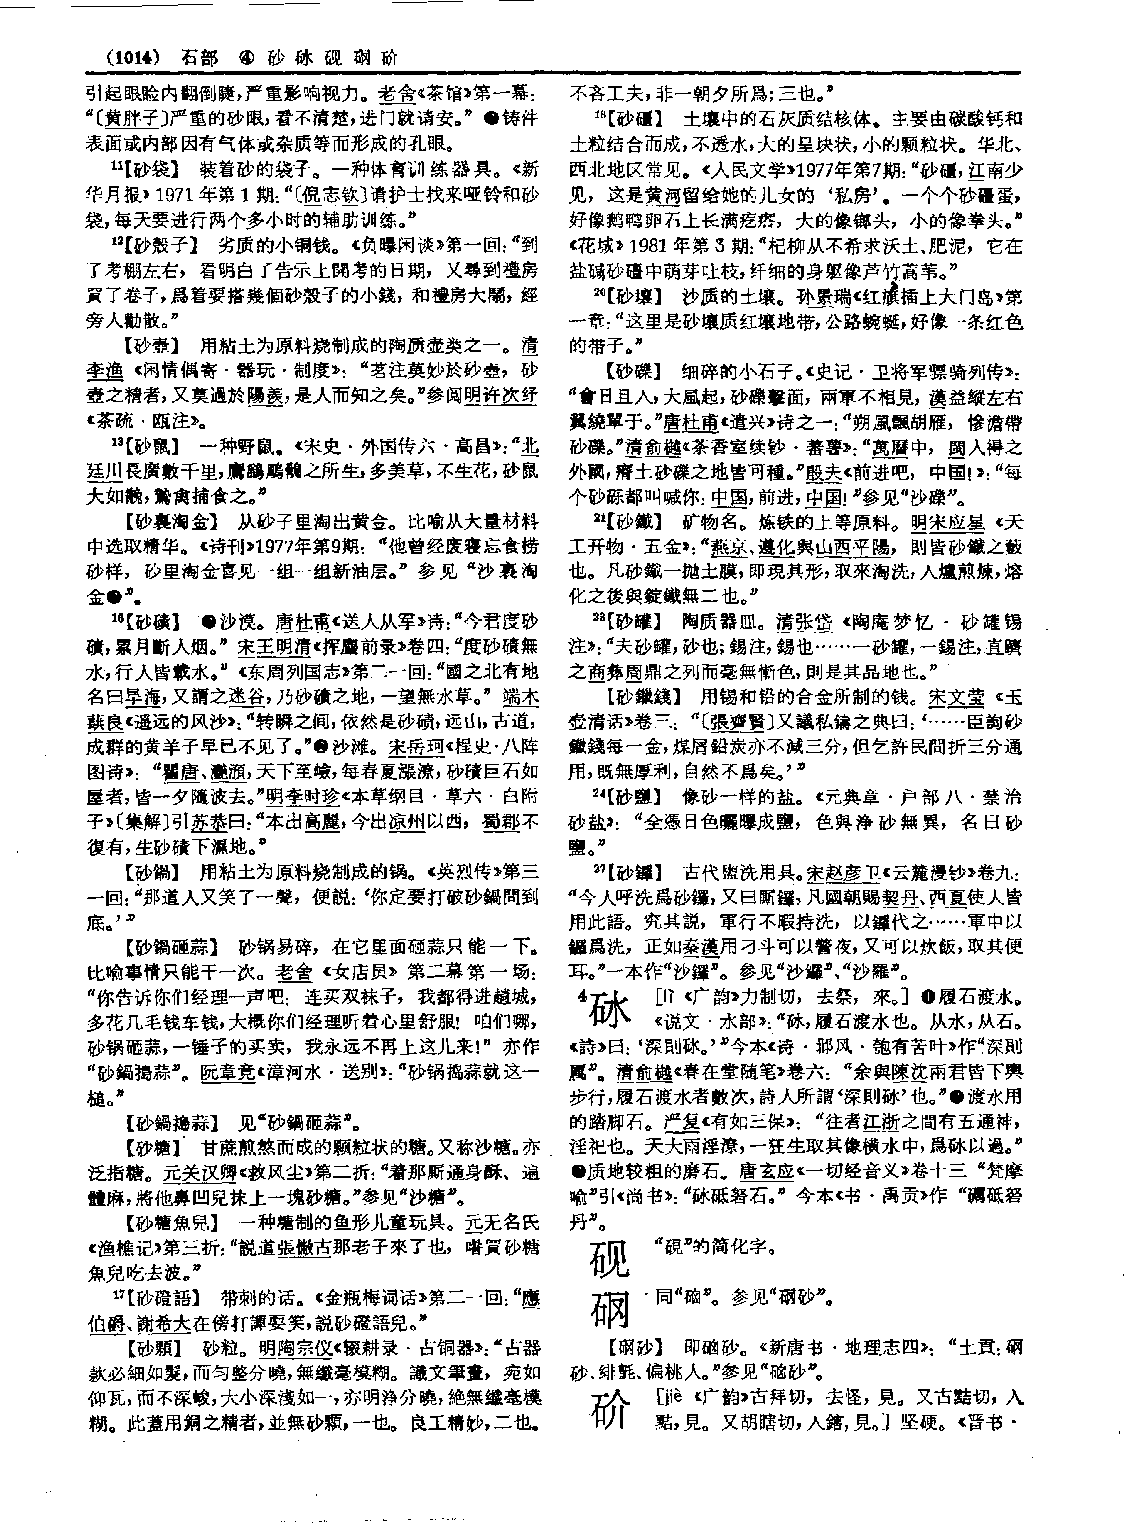 (1014) 石部 ④ 砂砅砚硇砎
引起眼睑内翻倒睫,严重影响视力。老舍《茶馆》第一幕:
“〔黄胖子〕严重的砂眼,看不清楚,进门就请安。” ●铸件
表面或内部因有气体或杂质等而形成的孔眼。
11【砂袋】 装着砂的袋子。一种体育训练器具。《新
华月报》1971年第1期:“〔倪志钦〕请护士找来哑铃和砂
袋,每天要进行两个多小时的辅助训练。”
12【砂殼子】 劣质的小铜钱。《负曝闲谈》第一回:“到
了考棚左右,看明白了告示上開考的日期,又尋到禮房
買了卷子,爲着要搭幾個砂殼子的小錢,和禮房大鬧,經
旁人勸散。”
【砂壺】 用粘土为原料烧制成的陶质壶类之一。清
李渔《闲情偶寄·器玩·制度》:“茗注莫妙於砂壺,砂
壺之精者,又莫過於陽羨,是人而知之矣。”参阅明许次纾
《茶疏·瓯注》。
13【砂鼠】 一种野鼠。《宋史·外国传六·高昌》:“北
廷川長廣數千里,鷹鷂鵰鶻之所生,多美草,不生花,砂鼠
大如䨲,鷙禽捕食之。”
【砂裏淘金】 从砂子里淘出黄金。比喻从大量材料
中选取精华。《诗刊》1977年第9期:“他曾经废寝忘食捞
砂样,砂里淘金喜见一组一组新油层。”参见“沙裏淘
金●”。
16【砂磧】 ●沙漠。唐杜甫《送人从军》诗:“今君度砂
磧,累月斷人烟。”宋王明清《挥麈前录》卷四:“度砂磧無
水,行人皆載水。”《东周列国志》第二一回:“國之北有地
名曰旱海,又謂之迷谷,乃砂磧之地,一望無水草。”端木
蕻良《遥远的风沙》:“转瞬之间,依然是砂碛,远山,古道,
成群的黄羊子早已不见了。”●沙滩。宋岳珂《桯史·八阵
图诗》:“瞿唐、灧滪,天下至嶮,每春夏漲潦,砂磧巨石如
屋者,皆一夕隨波去。”明李时珍《本草纲目·草六·白附
子》〔集解〕引苏恭曰:“本出高麗,今出凉州以西,蜀郡不
復有,生砂磧下濕地。”
【砂鍋】 用粘土为原料烧制成的锅。《英烈传》第三
一回:“那道人又笑了一聲,便説:‘你定要打破砂鍋問到
底。’”
【砂鍋砸蒜】 砂锅易碎,在它里面砸蒜只能一下。
比喻事情只能干一次。老舍《女店员》第二幕第一场:
“你告诉你们经理一声吧:连买双袜子,我都得进趟城,
多花几毛钱车钱,大概你们经理听着心里舒服!咱们哪,
砂锅砸蒜,一锤子的买卖,我永远不再上这儿来!”亦作
“砂鍋搗蒜”。阮章竞《漳河水·送别》:“砂锅捣蒜就这一
槌。”
【砂鍋搗蒜】 见“砂鍋砸蒜”。
【砂糖】 甘蔗煎熬而成的颗粒状的糖。又称沙糖。亦
泛指糖。元关汉卿《救风尘》第二折:“着那厮通身酥、遍
體麻,將他鼻凹兒抹上一塊砂糖。”参见“沙糖”。
【砂糖魚兒】 一种糖制的鱼形儿童玩具。元无名氏
《渔樵记》第三折:“説道張懒古那老子來了也,嗜買砂糖
魚兒吃去波。”
17【砂磴語】 带刺的话。《金瓶梅词话》第二一回:“應
伯爵、謝希大在傍打諢耍笑,説砂磴語兒。”
【砂顆】 砂粒。明陶宗仪《辍耕录·古铜器》:“古器
款必細如髮,而匀整分曉,無纖毫模糊。識文筆畫,宛如
仰瓦,而不深峻,大小深淺如一,亦明浄分曉,絶無纖毫模
糊。此蓋用銅之精者,並無砂顆,一也。良工精妙,二也。
不吝工夫,非一朝夕所爲;三也。”
18【砂礓】 土壤中的石灰质结核体。主要由碳酸钙和
土粒结合而成,不透水,大的呈块状,小的颗粒状。华北、
西北地区常见。《人民文学》1977年第7期:“砂礓,江南少
见,这是黄河留给她的儿女的‘私房’。一个个砂礓蛋,
好像鹅鸭卵石上长满疙瘩,大的像榔头,小的像拳头。”
《花城》1981年第3期:“杞柳从不希求沃土、肥泥,它在
盐碱砂礓中萌芽吐枝,纤细的身躯像芦竹蒿苇。”
20【砂壤】 沙质的土壤。孙景瑞《红旗插上大门岛》第
一章:“这里是砂壤质红壤地带,公路蜿蜒,好像一条红色
的带子。”
【砂礫】 细碎的小石子。《史记·卫将军骠骑列传》:
“會日且入,大風起,砂礫擊面,兩軍不相見,漢益縱左右
翼繞單于。”唐杜甫《遣兴》诗之一:“朔風飄胡雁,慘澹帶
砂礫。”清俞樾《茶香室续钞·蕃薯》:“萬曆中,閩人得之
外國,瘠土砂礫之地皆可種。”殷夫《前进吧,中国!》:“每
个砂砾都叫喊你:中国,前进,中国!”参见“沙礫”。
21【砂鐵】 矿物名。炼铁的上等原料。明宋应星《天
工开物·五金》:“燕京、遵化與山西平陽,則皆砂鐵之藪
也。凡砂鐵一抛土膜,即現其形,取來淘洗,入爐煎煉,熔
化之後與錠鐵無二也。”
23【砂罐】 陶质器皿。清张岱《陶庵梦忆·砂罐锡
注》:“夫砂罐,砂也;錫注,錫也……一砂罐,一錫注,直躋
之商彝周鼎之列而毫無慚色,則是其品地也。”
【砂鑞錢】 用锡和铅的合金所制的钱。宋文莹《玉
壶清话》卷三:“〔張齊賢〕又議私鑄之典曰:‘……臣詢砂
鑞錢每一金,煤屑鉛炭亦不減三分,但乞許民間折三分通
用,既無厚利,自然不爲矣。’”
24【砂鹽】 像砂一样的盐。《元典章·户部八·禁治
砂盐》:“全憑日色曬曝成鹽,色與浄砂無異,名曰砂
鹽。”
27【砂鑼】 古代盥洗用具。宋赵彦卫《云麓漫钞》卷九:
“今人呼洗爲砂鑼,又曰厮鑼,凡國朝賜契丹、西夏使人皆
用此語。究其説,軍行不暇持洗,以鑼代之……軍中以
鑼爲洗,正如秦漢用刁斗可以警夜,又可以炊飯,取其便
耳。”一本作“沙鑼”。参见“沙鑼”、“沙羅”。
4砅 [lì 《广韵》力制切,去祭,來。] ●履石渡水。
《说文·水部》:“砅,履石渡水也。从水,从石。
《詩》曰:‘深則砅。’”今本《诗·邶风·匏有苦叶》作“深則
厲”。清俞樾《春在堂随笔》卷六:“余與陳沈兩君皆下輿
步行,履石渡水者數次,詩人所謂‘深則砅’也。”●渡水用
的踏脚石。严复《有如三保》:“往者江浙之間有五通神,
淫祀也。天大雨淫潦,一狂生取其像橫水中,爲砅以過。”
●质地较粗的磨石。唐玄应《一切经音义》卷十三“梵摩
喻”引《尚书》:“砅砥砮石。”今本《书·禹贡》作“礪砥砮
丹”。
砚 “硯”的简化字。
硇 同“硇”。参见“硇砂”。
【硇砂】 即硇砂。《新唐书·地理志四》:“土貢:硇
砂、緋氈、偏桃人。”参见“硇砂”。
砎 [jiè 《广韵》古拜切,去怪,見。又古黠切,入
黠,見。又胡瞎切,入鎋,見。] 坚硬。《晋书·